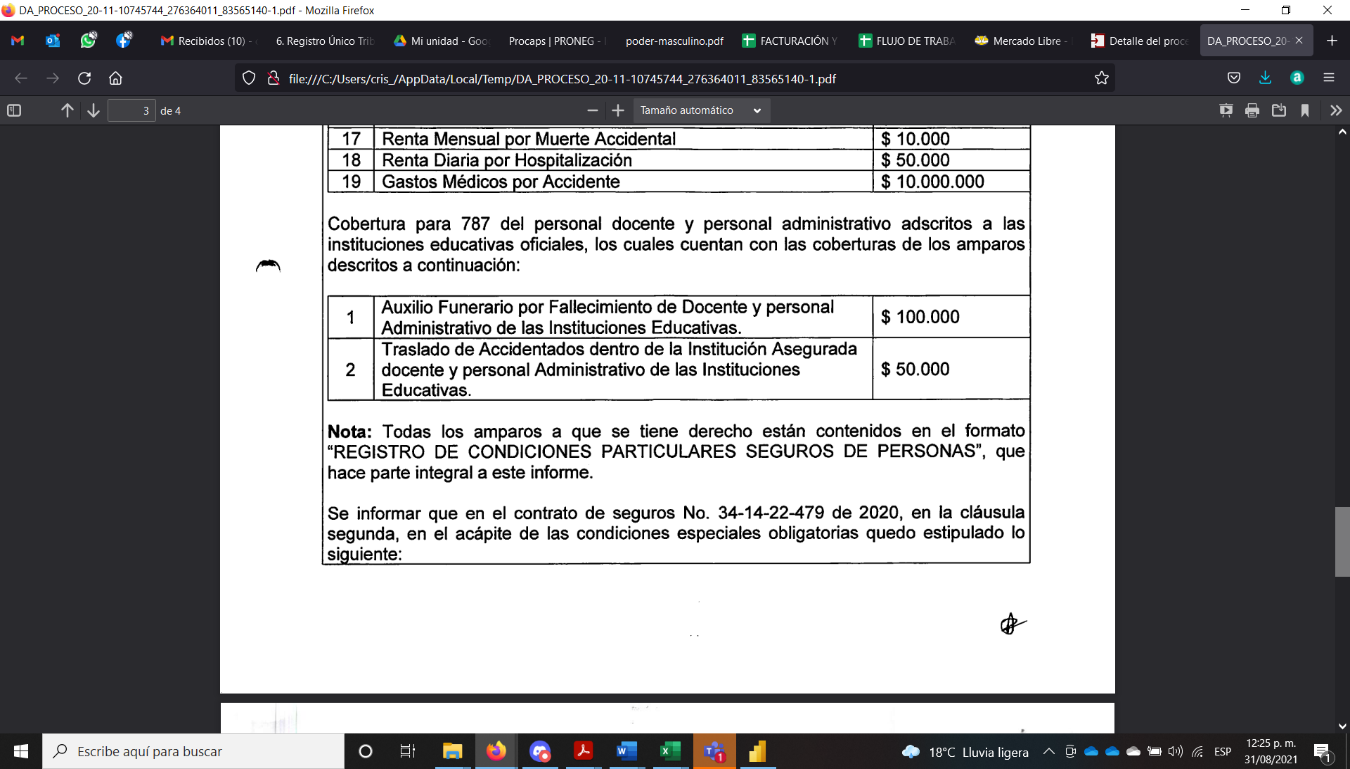 DA_PROCESO_20-11-10745744_276364011_83565140-1.pdf - Mozilla Firefox
Recibidos (10) -
6. Registro Único Trib
Mi unidad - Goo
Procaps | PRONEG -
poder-masculino.pdf
FACTURACIÓN Y
FLUJO DE TRABA
Mercado Libre -
Detalle del proce
DA_PROCESO_20-
file:///C:/Users/cris_/AppData/Local/Temp/DA_PROCESO_20-11-10745744_276364011_83565140-1.pdf
3 de 4
Tamaño automático
17 Renta Mensual por Muerte Accidental $ 10.000
18 Renta Diaria por Hospitalización $ 50.000
19 Gastos Médicos por Accidente $ 10.000.000
Cobertura para 787 del personal docente y personal administrativo adscritos a las
instituciones educativas oficiales, los cuales cuentan con las coberturas de los amparos
descritos a continuación:
1 Auxilio Funerario por Fallecimiento de Docente y personal
Administrativo de las Instituciones Educativas.
$ 100.000
Traslado de Accidentados dentro de la Institución Asegurada
2 docente y personal Administrativo de las Instituciones $ 50.000
Educativas.
Nota: Todas los amparos a que se tiene derecho están contenidos en el formato
“REGISTRO DE CONDICIONES PARTICULARES SEGUROS DE PERSONAS”, que
hace parte integral a este informe.
Se informar que en el contrato de seguros No. 34-14-22-479 de 2020, en la cláusula
segunda, en el acápite de las condiciones especiales obligatorias quedo estipulado lo
siguiente:
Escribe aquí para buscar
18°C Lluvia ligera
ESP
12:25 p. m.
31/08/2021